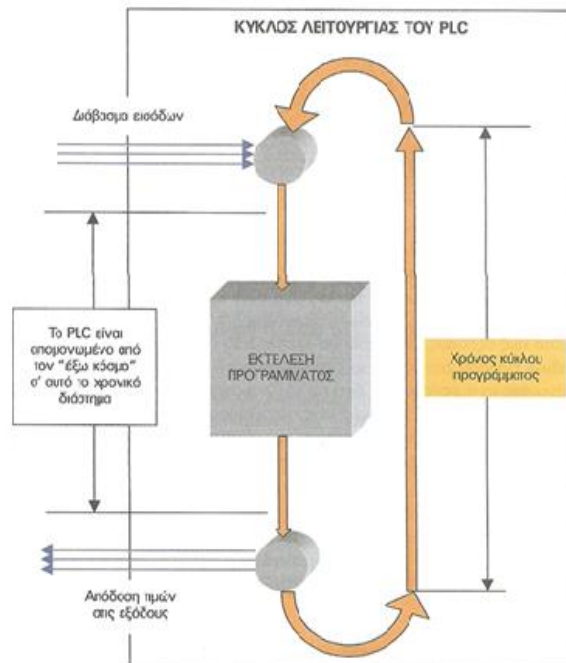 ΚΥΚΛΟΣ ΛΕΙΤΟΥΡΓΙΑΣ ΤΟΥ PLC
Διάβασμα εισόδων
Το PLC είναι
απομονωμένο από
τον "έξω κόσμο"
σ' αυτό το χρονικό
διάστημα
ΕΚΤΕΛΕΣΗ
ΠΡΟΓΡΑΜΜΑΤΟΣ
Χρόνος κύκλου
προγράμματος
Απόδοση τιμών
στις εξόδους